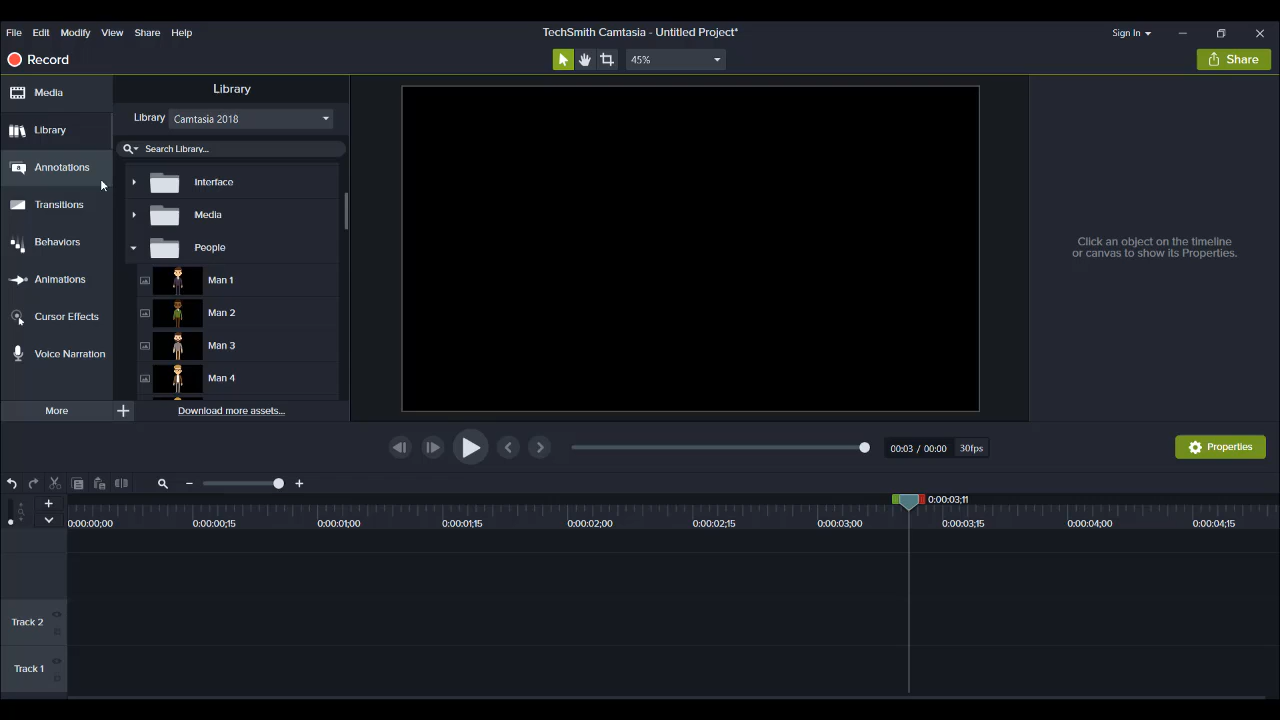 TechSmith Camtasia - Untitled Project*
File Edit Modify View Share Help
Sign In
Record
45%
Share
Media
Library
Annotations
Transitions
Behaviors
Animations
Cursor Effects
Voice Narration
More
Library
Library Camtasia 2018
Search Library...
Interface
Media
People
Man 1
Man 2
Man 3
Man 4
Download more assets...
Click an object on the timeline
or canvas to show its Properties.
00:03 / 00:00 30fps
Properties
0:00:03;11
0:00:00;00 0:00:00;15 0:00:01;00 0:00:01;15 0:00:02;00 0:00:02;15 0:00:03;00 0:00:03;15 0:00:04;00 0:00:04;15
Track 2
Track 1